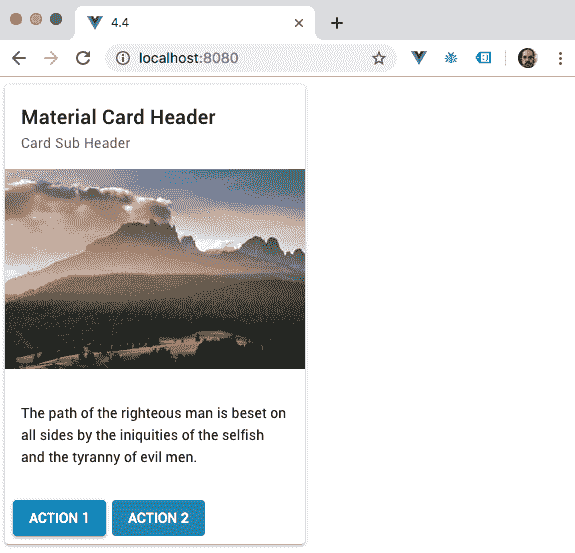 4.4
localhost:8080
Material Card Header
Card Sub Header
The path of the righteous man is beset on
all sides by the iniquities of the selfish
and the tyranny of evil men.
ACTION 1
ACTION 2